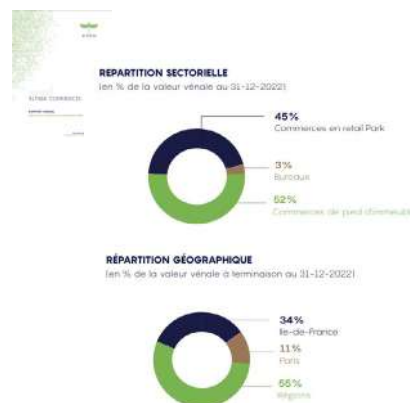 REPARTITION SECTORIELLE
(en % de la valeur vénale au 31-12-2022)
45%
Commerces en retail Park
3%
Bureaux
52%
Commerces de pied d'immeuble
RÉPARTITION GÉOGRAPHIQUE
(en % de la valeur vénale à terminaison au 31-12-2022)
34%
Ile-de-France
11%
Paris
55%
Régions